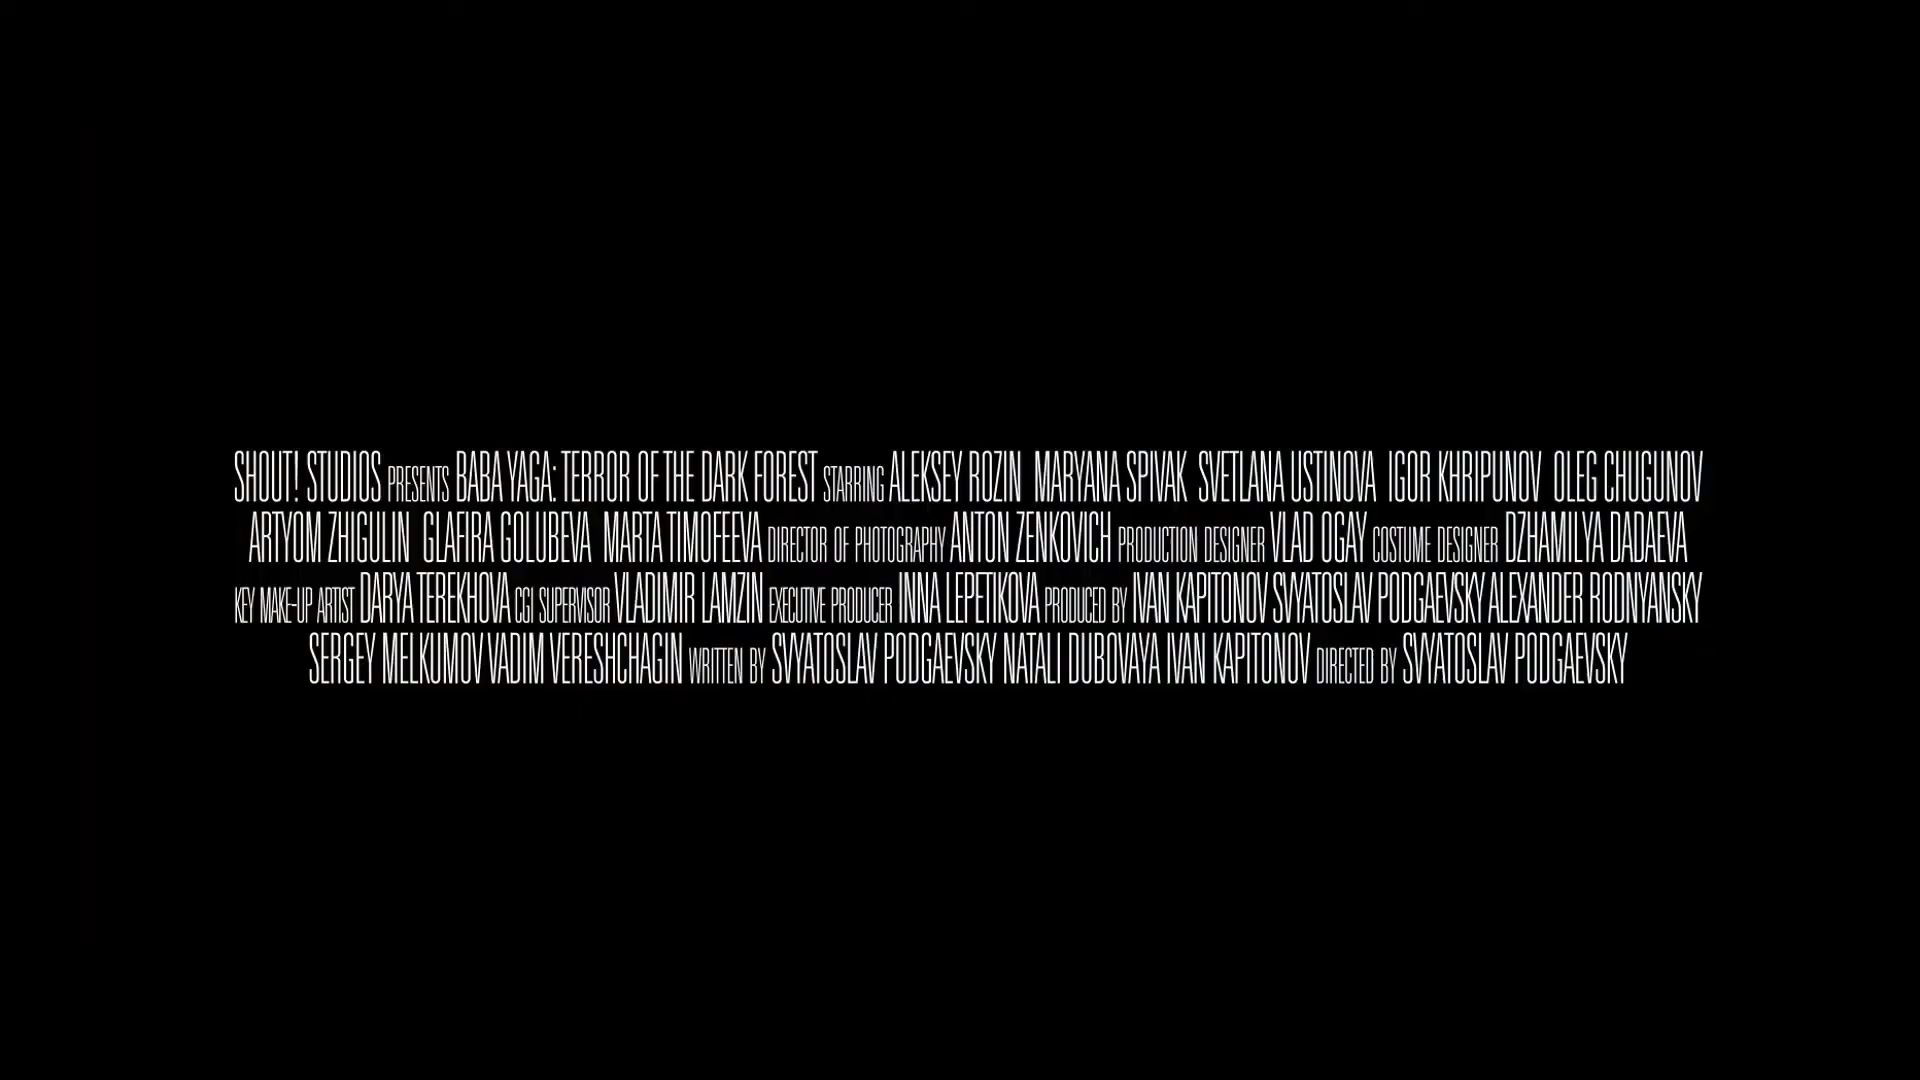 SHOUT! STUDIOS PRESENTS BABA YAGA: TERROR OF THE DARK FOREST STARRING ALEKSEY ROZIN MARYANA SPIVAK SVETLANA USTINOVA IGOR KHRIPUNOV OLEG CHUGUNOV
ARTYOM ZHIGULIN GLAFIRA GOLUBEVA MARTA TIMOFEEVA DIRECTOR OF PHOTOGRAPHY ANTON ZENKOVICH PRODUCTION DESIGNER VLAD OGAY COSTUME DESIGNER DZHAMILYA DADAEVA
KEY MAKE-UP ARTIST DARYA TEREKHOVA CGI SUPERVISOR VLADIMIR LAMZIN EXECUTIVE PRODUCER INNA LEPETIKOVA PRODUCED BY IVAN KAPITONOV SVYATOSLAV PODGAEVSKY ALEXANDER RODNYANSKY
SERGEY MELKUMOV VADIM VERESHCHAGIN WRITTEN BY SVYATOSLAV PODGAEVSKY NATALI DUBOVAYA IVAN KAPITONOV DIRECTED BY SVYATOSLAV PODGAEVSKY